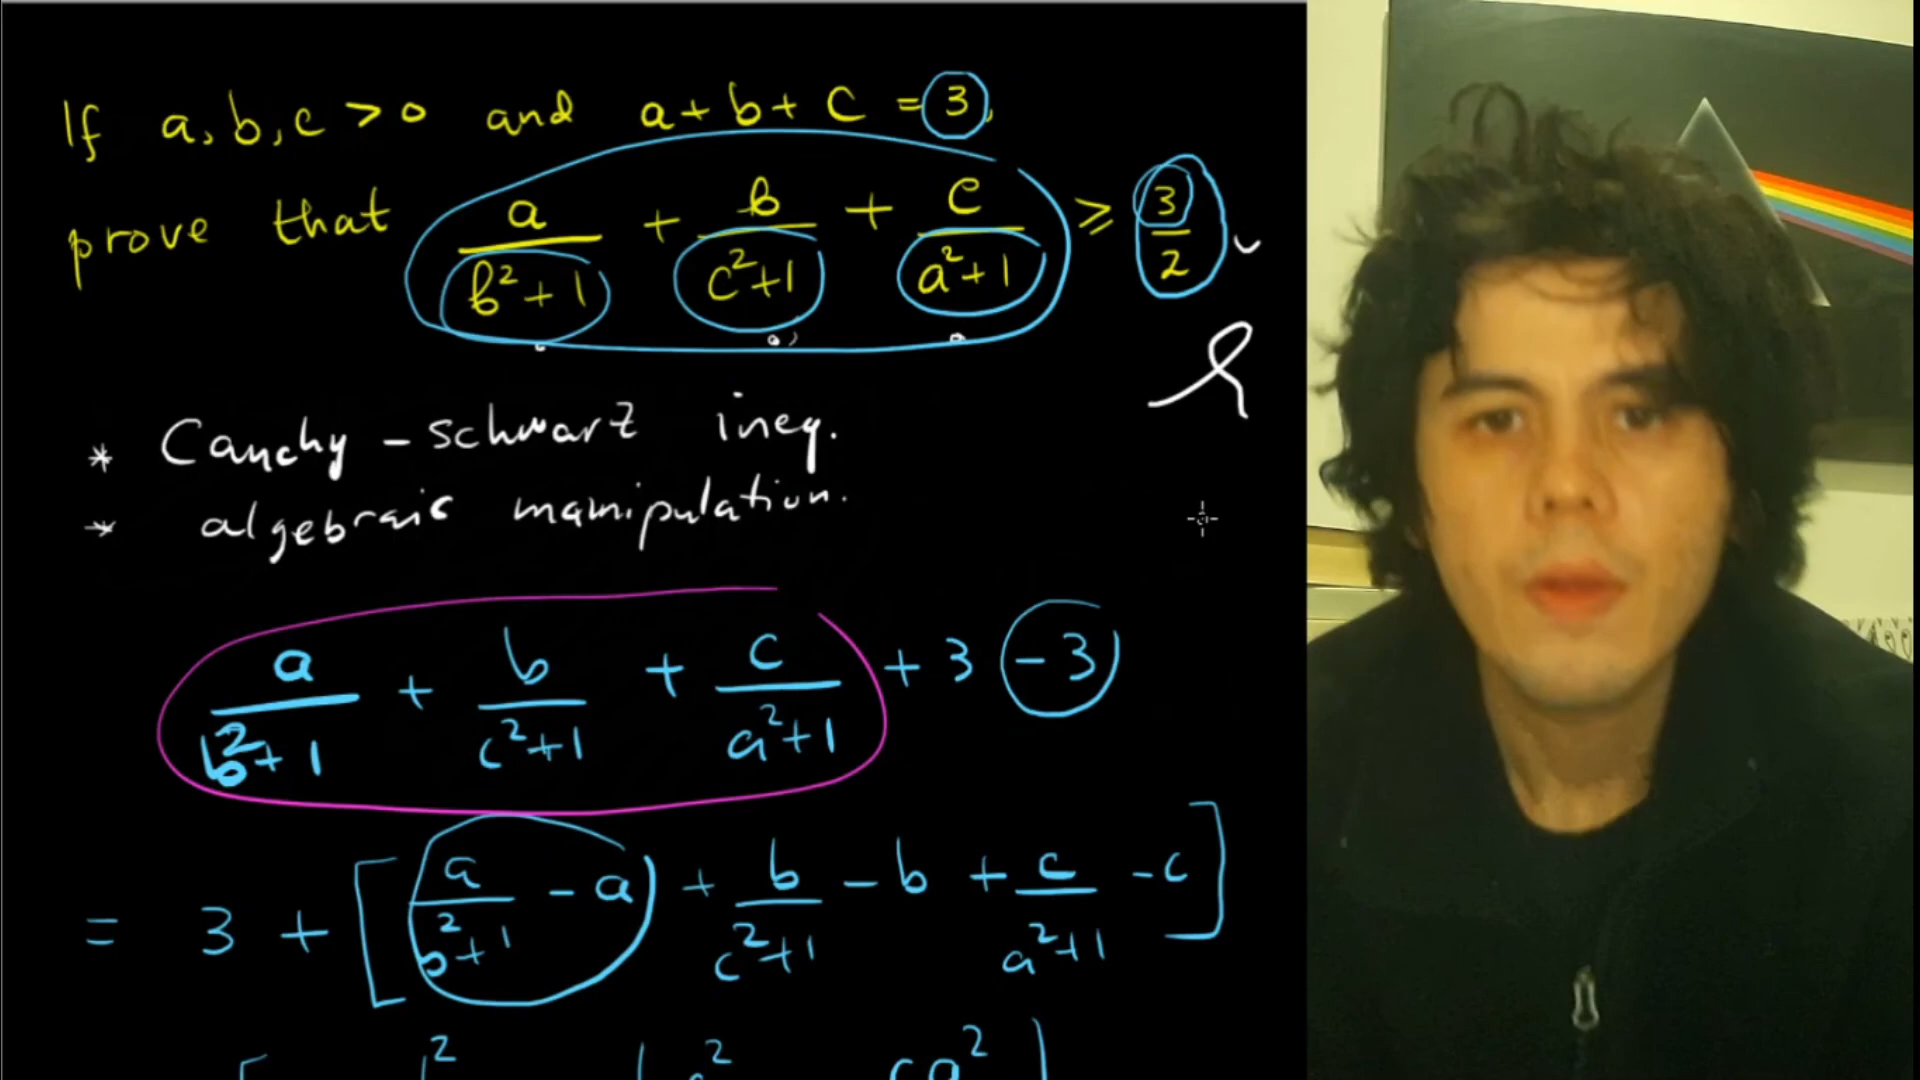 If a, b, c > 0 and a + b + c = 3,
prove that a/(b²+1) + b/(c²+1) + c/(a²+1) ≥ 3/2
* Cauchy - schwarz ineq.
* algebraic manipulation.
a/(b²+1) + b/(c²+1) + c/(a²+1) + 3 - 3
= 3 + [a/(b²+1) - a + b/(c²+1) - b + c/(a²+1) - c]